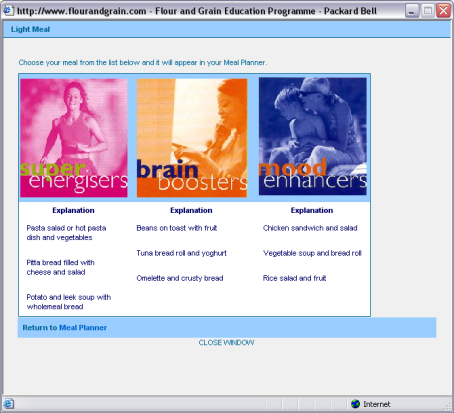 http://www.flourandgrain.com - Flour and Grain Education Programme - Packard Bell
Light Meal
Choose your meal from the list below and it will appear in your Meal Planner.
super
energisers
brain
boosters
mood
enhancers
Explanation
Pasta salad or hot pasta
dish and vegetables
Pitta bread filled with
cheese and salad
Potato and leek soup with
wholemeal bread
Explanation
Beans on toast with fruit
Tuna bread roll and yoghurt
Omelette and crusty bread
Explanation
Chicken sandwich and salad
Vegetable soup and bread roll
Rice salad and fruit
Return to Meal Planner
CLOSE WINDOW
Internet